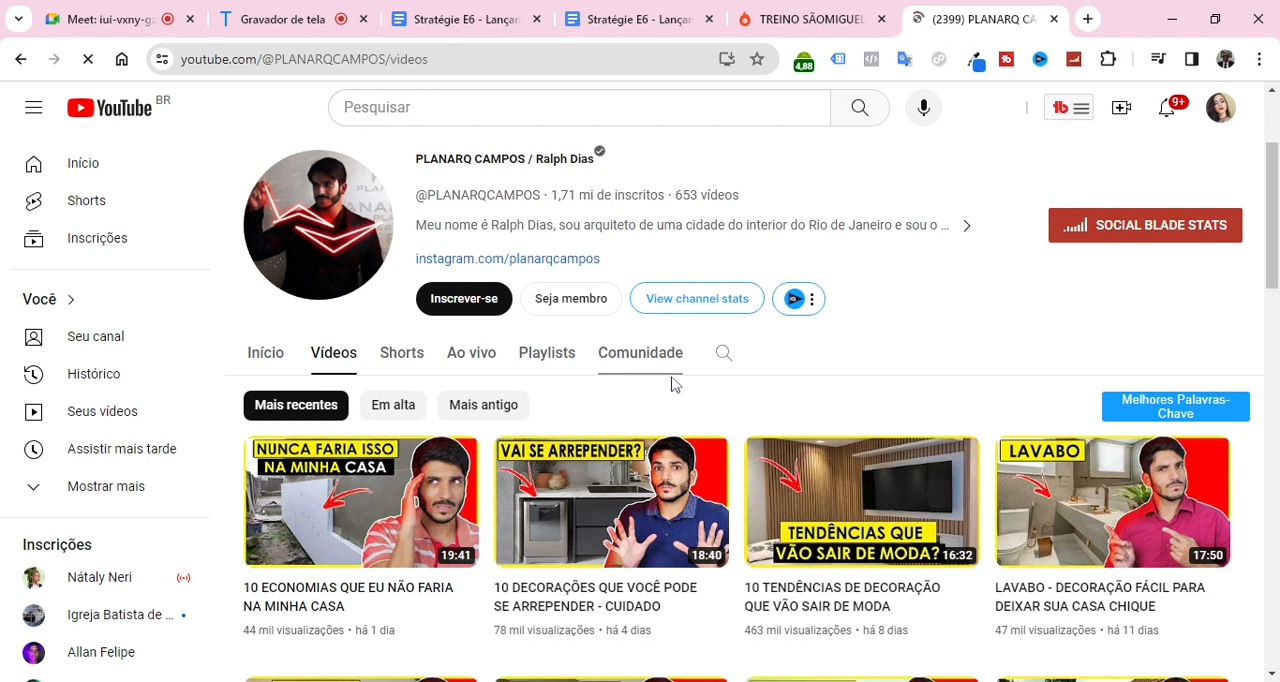 Meet: iui-vxny-g
Gravador de tela
Stratégie E6 - Lançan
Stratégie E6 - Lançan
TREINO SÃOMIGUEL
(2399) PLANARQ CA
youtube.com/@PLANARQCAMPOS/videos
4,88
YouTube BR
Pesquisar
9+
Início
Shorts
Inscrições
Você
Seu canal
Histórico
Seus vídeos
Assistir mais tarde
Mostrar mais
Inscrições
Nátaly Neri
Igreja Batista de ...
Allan Felipe
PLANARQ CAMPOS / Ralph Dias
@PLANARQCAMPOS · 1,71 mi de inscritos · 653 vídeos
Meu nome é Ralph Dias, sou arquiteto de uma cidade do interior do Rio de Janeiro e sou o ...
instagram.com/planarqcampos
SOCIAL BLADE STATS
Inscrever-se
Seja membro
View channel stats
Início
Vídeos
Shorts
Ao vivo
Playlists
Comunidade
Mais recentes
Em alta
Mais antigo
Melhores Palavras-
Chave
NUNCA FARIA ISSO
NA MINHA CASA
19:41
VAI SE ARREPENDER?
18:40
TENDÊNCIAS QUE
VÃO SAIR DE MODA?
16:32
LAVABO
17:50
10 ECONOMIAS QUE EU NÃO FARIA
NA MINHA CASA
44 mil visualizações • há 1 dia
10 DECORAÇÕES QUE VOCÊ PODE
SE ARREPENDER - CUIDADO
78 mil visualizações • há 4 dias
10 TENDÊNCIAS DE DECORAÇÃO
QUE VÃO SAIR DE MODA
463 mil visualizações • há 8 dias
LAVABO - DECORAÇÃO FÁCIL PARA
DEIXAR SUA CASA CHIQUE
47 mil visualizações • há 11 dias